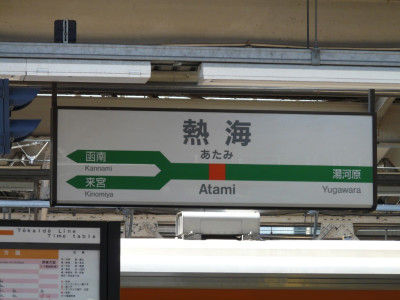 熱海
あたみ
函南
Kannami
来宮
Kinomiya
Atami
湯河原
Yugawara
Tōkaidō Line
Time table